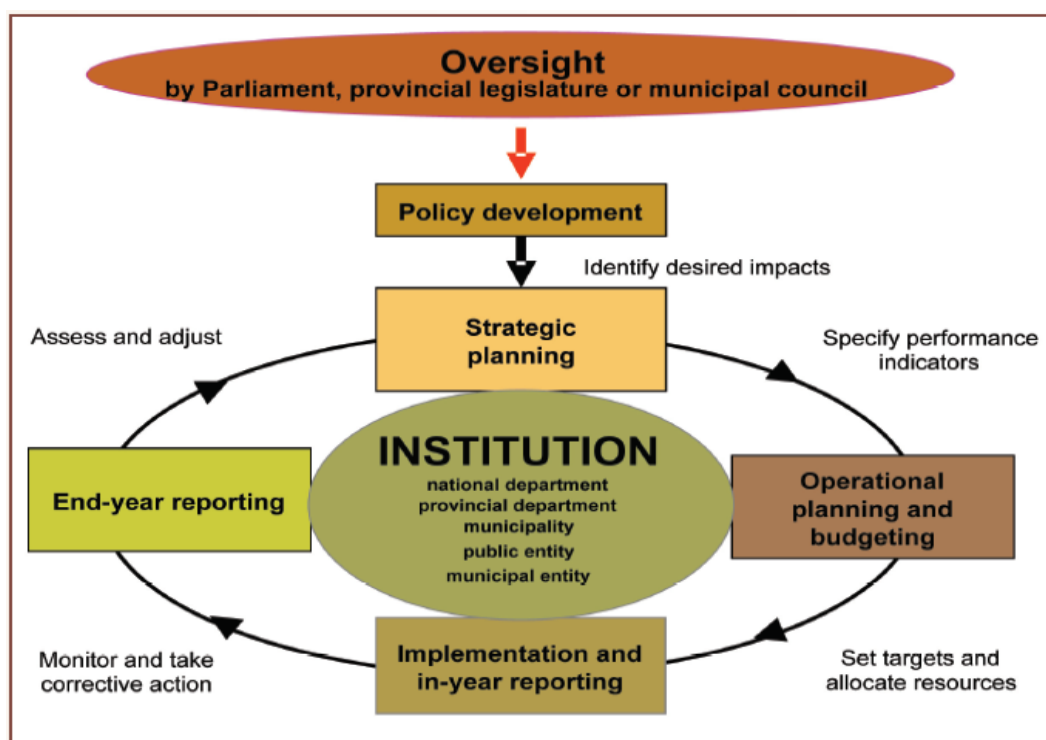 Oversight
by Parliament, provincial legislature or municipal council
Policy development
Identify desired impacts
Strategic
planning
Assess and adjust
Specify performance
indicators
INSTITUTION
national department
provincial department
municipality
public entity
municipal entity
End-year reporting
Operational
planning and
budgeting
Implementation and
in-year reporting
Monitor and take
corrective action
Set targets and
allocate resources